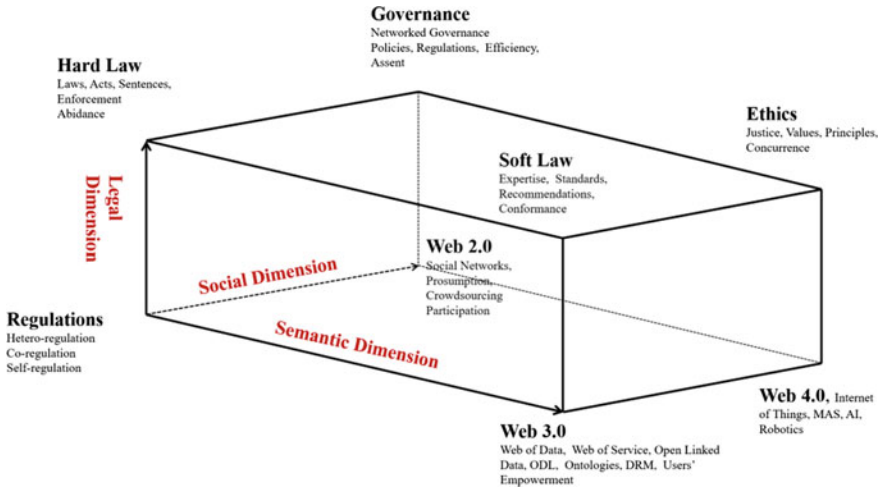 Governance
Networked Governance
Policies, Regulations, Efficiency,
Assent
Hard Law
Laws, Acts, Sentences,
Enforcement
Abidance
Ethics
Justice, Values, Principles,
Concurrence
Soft Law
Expertise, Standards,
Recommendations,
Conformance
Legal
Dimension
Web 2.0
Social Networks,
Prosumption,
Crowdsourcing
Participation
Social Dimension
Regulations
Hetero-regulation
Co-regulation
Self-regulation
Semantic Dimension
Web 4.0, Internet
of Things, MAS, AI,
Robotics
Web 3.0
Web of Data, Web of Service, Open Linked
Data, ODL, Ontologies, DRM, Users'
Empowerment